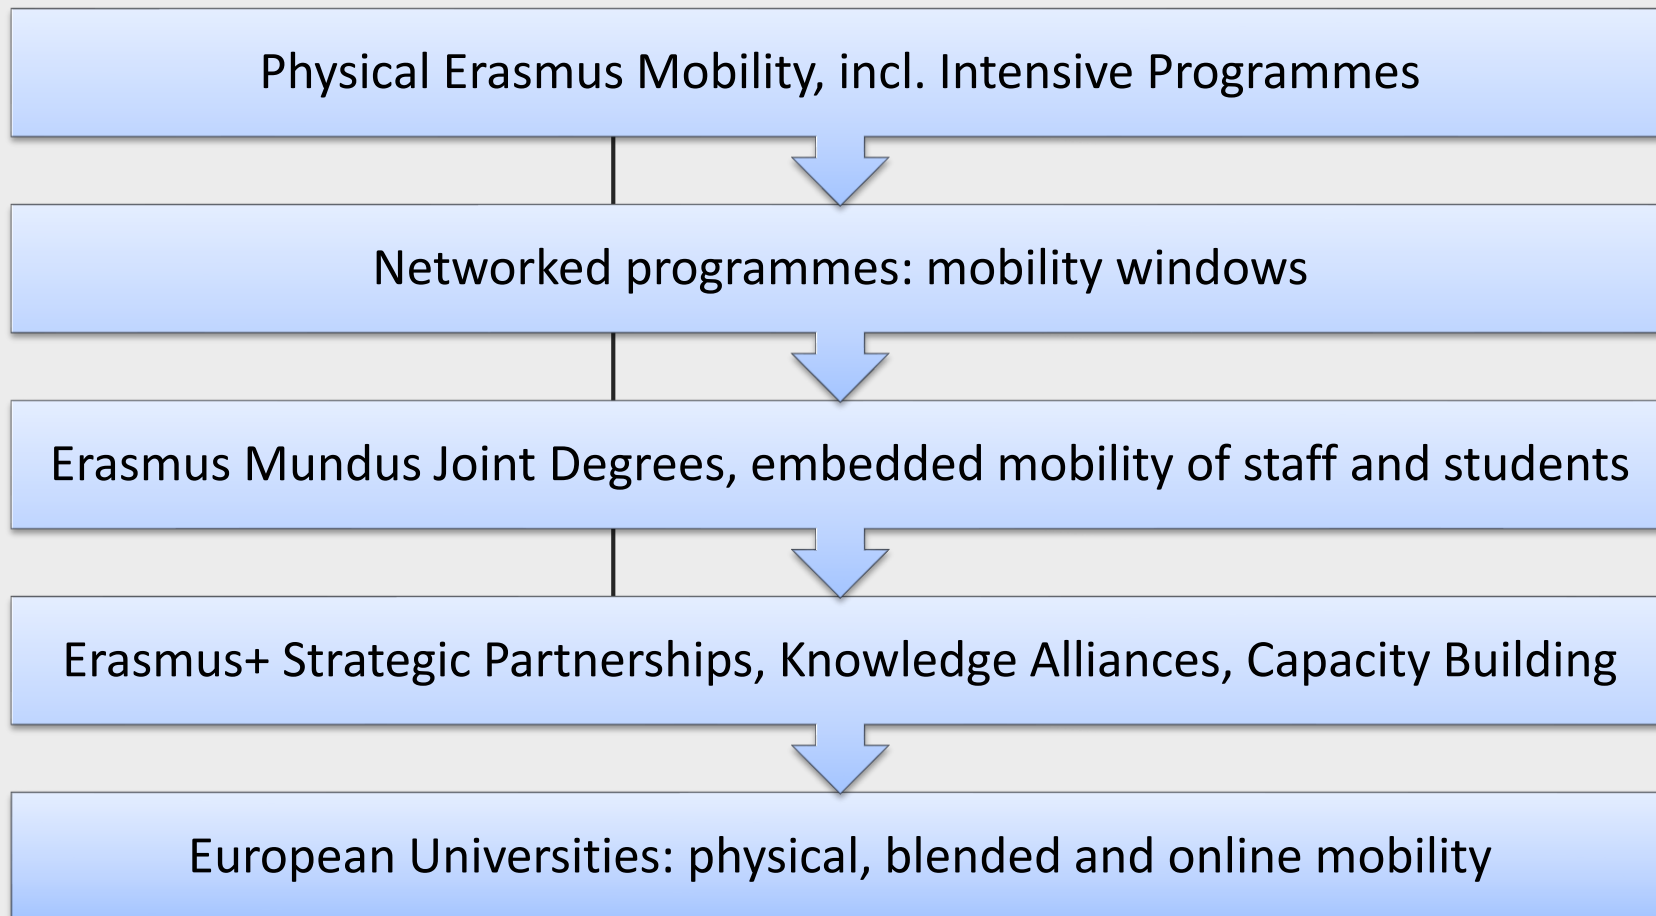 Physical Erasmus Mobility, incl. Intensive Programmes
Networked programmes: mobility windows
Erasmus Mundus Joint Degrees, embedded mobility of staff and students
Erasmus+ Strategic Partnerships, Knowledge Alliances, Capacity Building
European Universities: physical, blended and online mobility